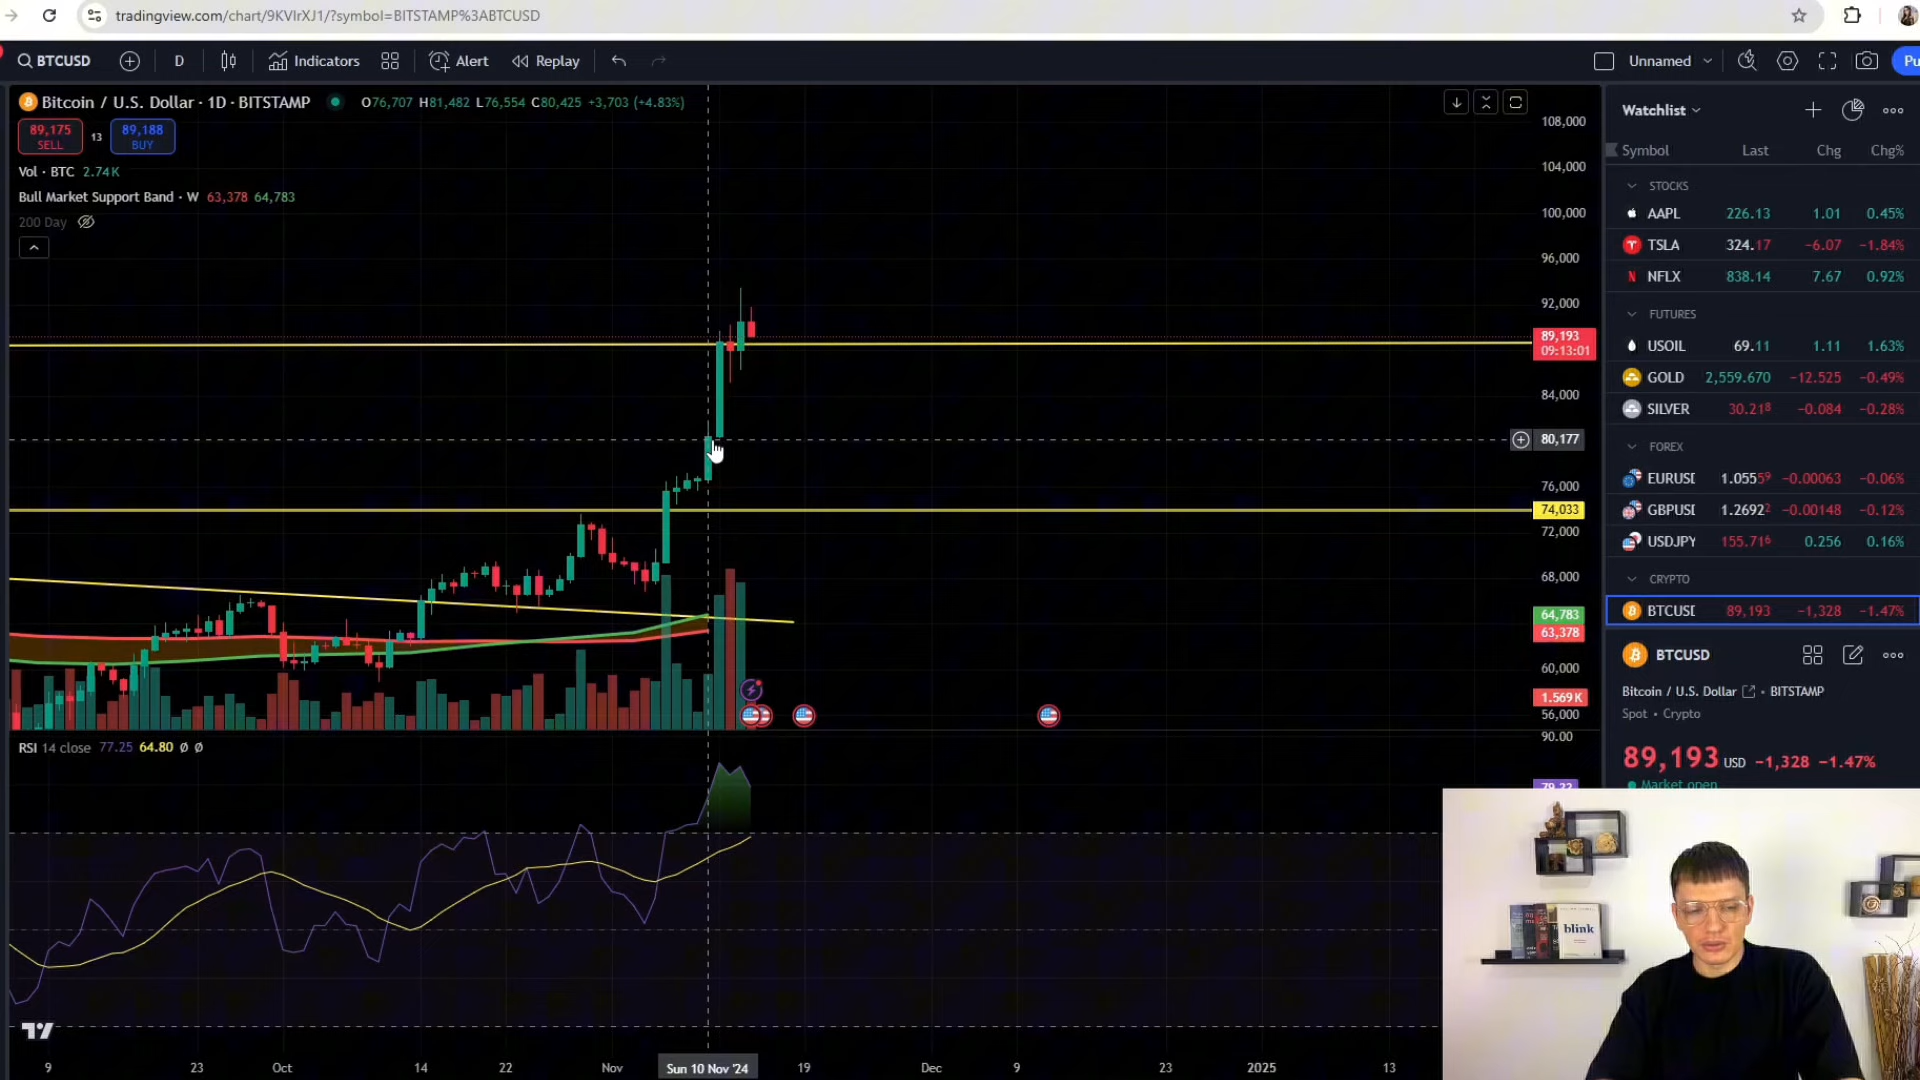 tradingview.com/chart/9KVIrXJ1/?symbol=BITSTAMP%3ABTCUSD
BTCUSD D Indicators Alert Replay Unnamed Pu
Bitcoin / U.S. Dollar · 1D · BITSTAMP O76,707 H81,482 L76,554 C80,425 +3,703 (+4.83%)
89,175 SELL 13 89,188 BUY
Vol · BTC 2.74K
Bull Market Support Band · W 63,378 64,783
200 Day
108,000
104,000
100,000
96,000
92,000
89,193
09:13:01
84,000
80,177
76,000
74,033
72,000
68,000
64,783
63,378
60,000
1.569K
56,000
90.00
RSI 14 close 77.25 64.80 Ø Ø
9 23 Oct 14 22 Nov Sun 10 Nov '24 19 Dec 9 23 2025 13
Watchlist
Symbol Last Chg Chg%
STOCKS
AAPL 226.13 1.01 0.45%
TSLA 324.17 −6.07 −1.84%
NFLX 838.14 7.67 0.92%
FUTURES
USOIL 69.11 1.11 1.63%
GOLD 2,559.670 −12.525 −0.49%
SILVER 30.218 −0.084 −0.28%
FOREX
EURUSD 1.05559 −0.00063 −0.06%
GBPUSD 1.26922 −0.00148 −0.12%
USDJPY 155.716 0.256 0.16%
CRYPTO
BTCUSD 89,193 −1,328 −1.47%
BTCUSD
Bitcoin / U.S. Dollar · BITSTAMP
Spot · Crypto
89,193 USD −1,328 −1.47%
Market open
blink